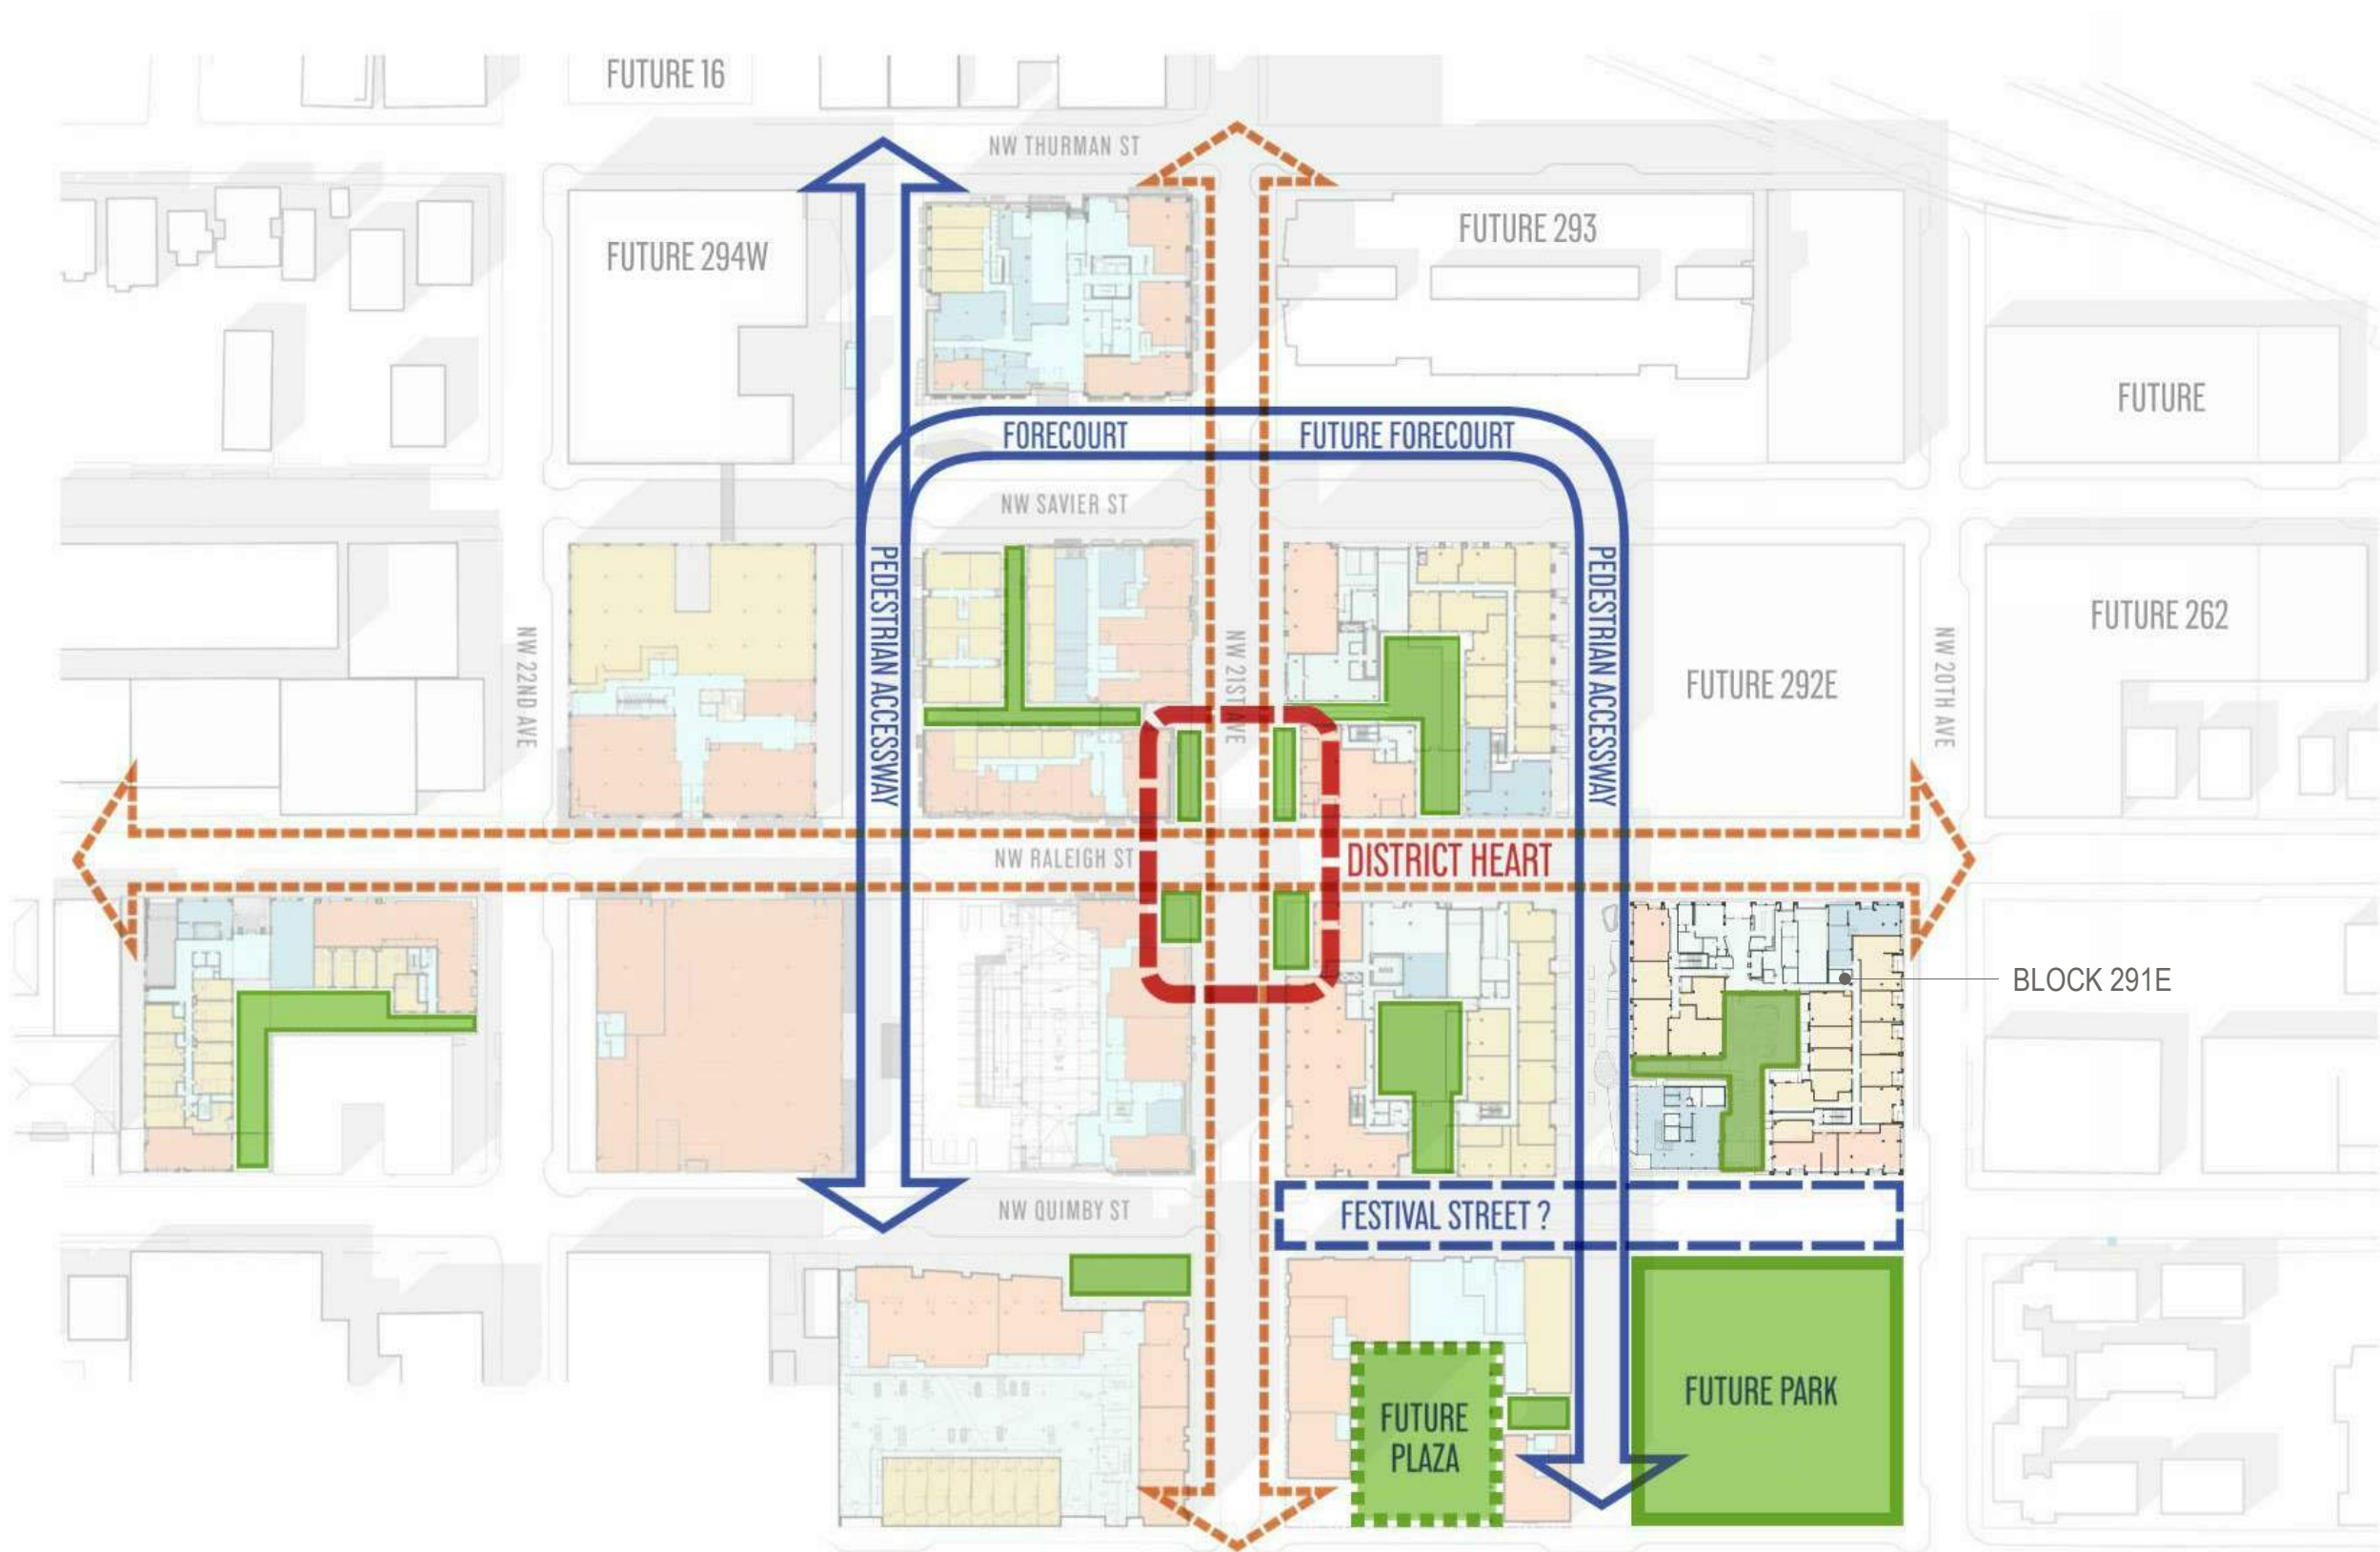 FUTURE 16
NW THURMAN ST
FUTURE 294W
FUTURE 293
FUTURE
FORECOURT
FUTURE FORECOURT
NW SAVIER ST
NW 22ND AVE
PEDESTRIAN ACCESSWAY
NW 21ST AVE
PEDESTRIAN ACCESSWAY
FUTURE 292E
NW 20TH AVE
FUTURE 262
NW RALEIGH ST
DISTRICT HEART
BLOCK 291E
NW QUIMBY ST
FESTIVAL STREET ?
FUTURE
PLAZA
FUTURE PARK